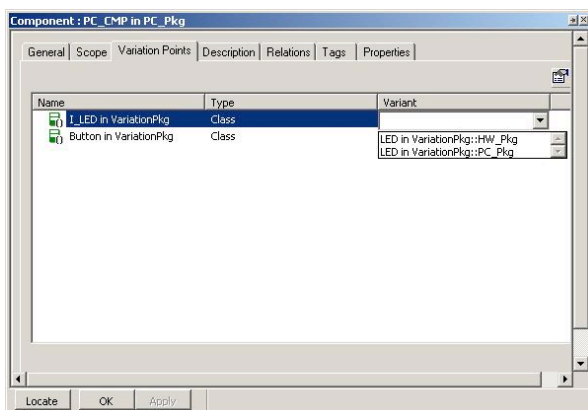 Component : PC_CMP in PC_Pkg
General Scope Variation Points Description Relations Tags Properties
Name Type Variant
I_LED in VariationPkg Class
Button in VariationPkg Class
LED in VariationPkg::HW_Pkg
LED in VariationPkg::PC_Pkg
Locate OK Apply